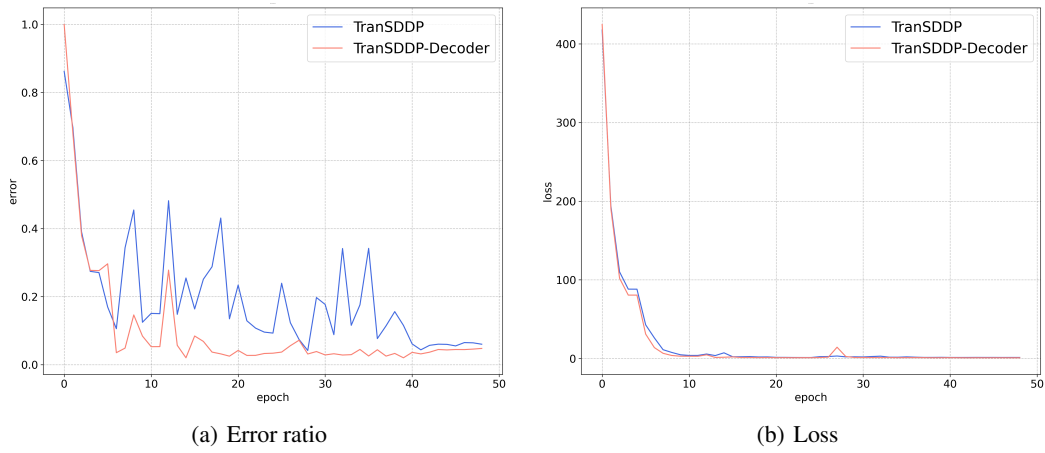 TranSDDP
TranSDDP-Decoder
1.0
0.8
0.6
0.4
0.2
0.0
error
0
10
20
30
40
50
epoch
(a) Error ratio
TranSDDP
TranSDDP-Decoder
400
300
200
100
0
loss
0
10
20
30
40
50
epoch
(b) Loss